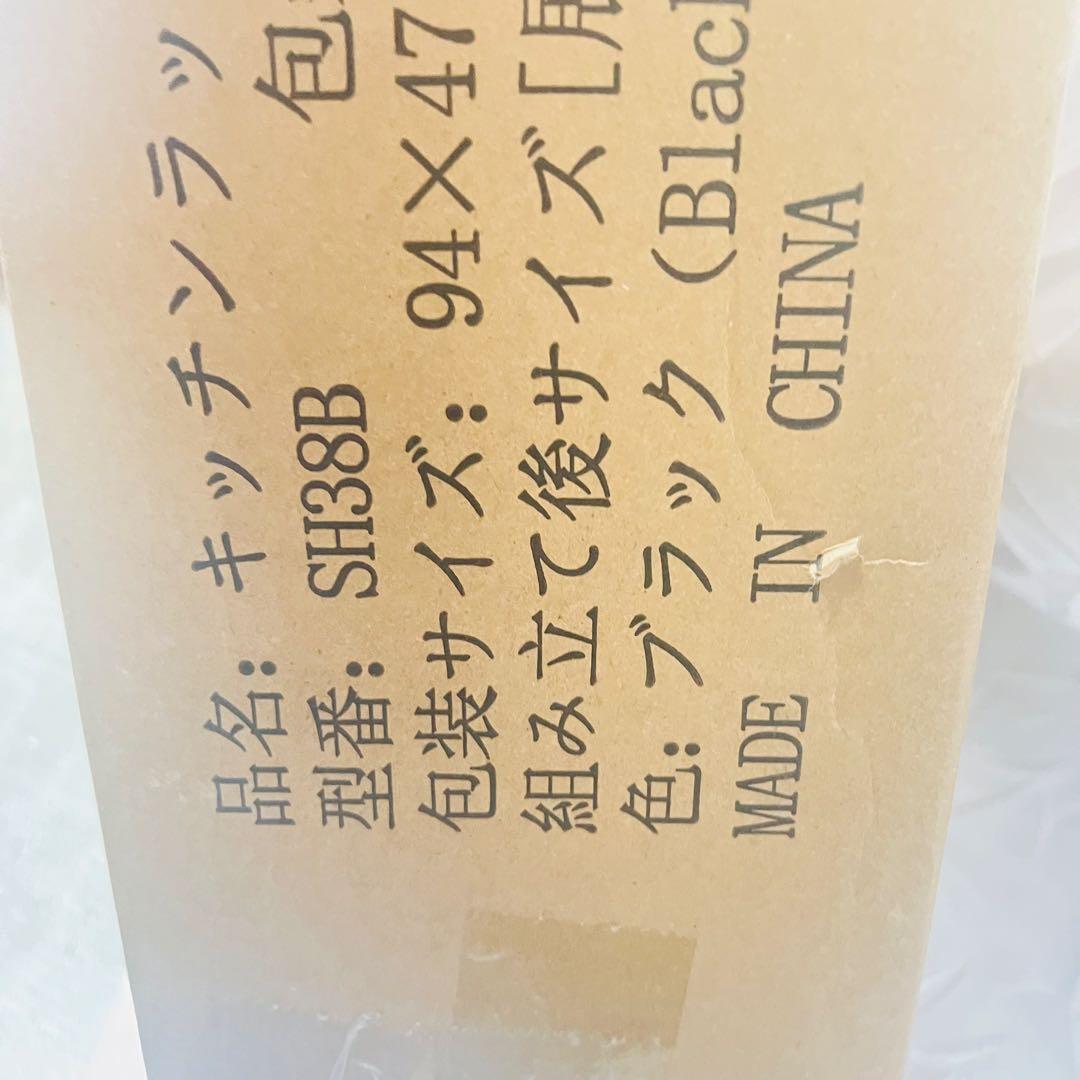 品名: キッチンラッ
型番: SH38B 包
包装サイズ: 94×47
組み立て後サイズ[
色: ブラック (Blac
MADE IN CHINA